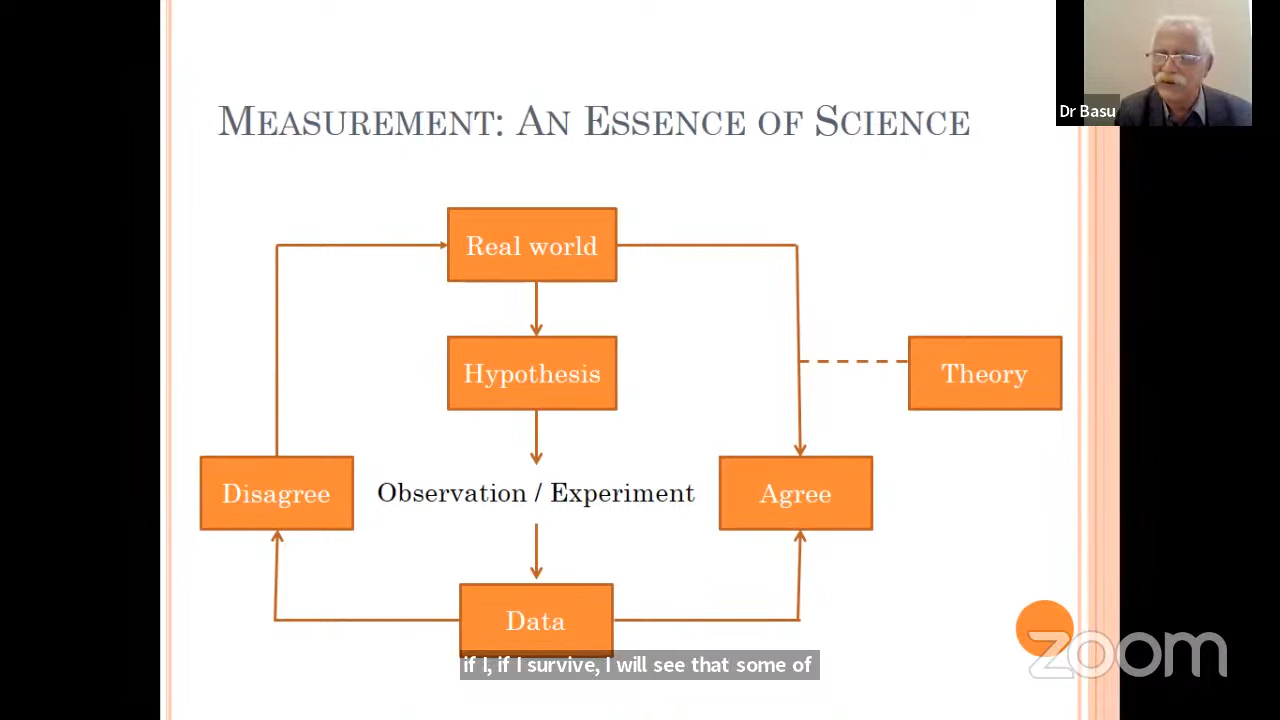 MEASUREMENT: AN ESSENCE OF SCIENCE
Dr Basu
Real world
Hypothesis
Theory
Disagree
Observation / Experiment
Agree
Data
if I, if I survive, I will see that some of
zoom